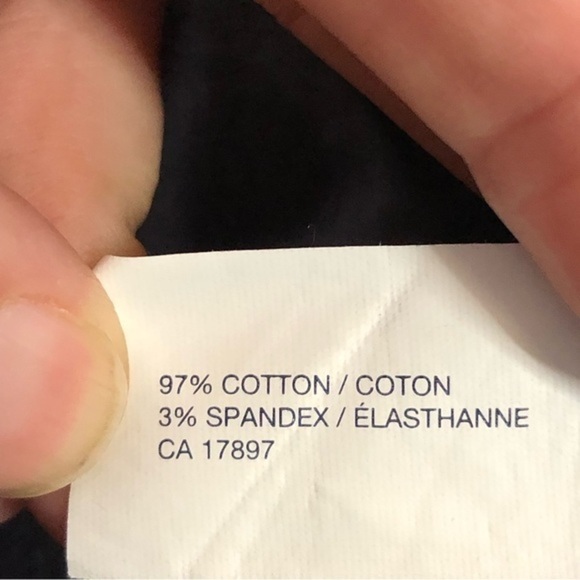 97% COTTON / COTON
3% SPANDEX / ÉLASTHANNE
CA 17897